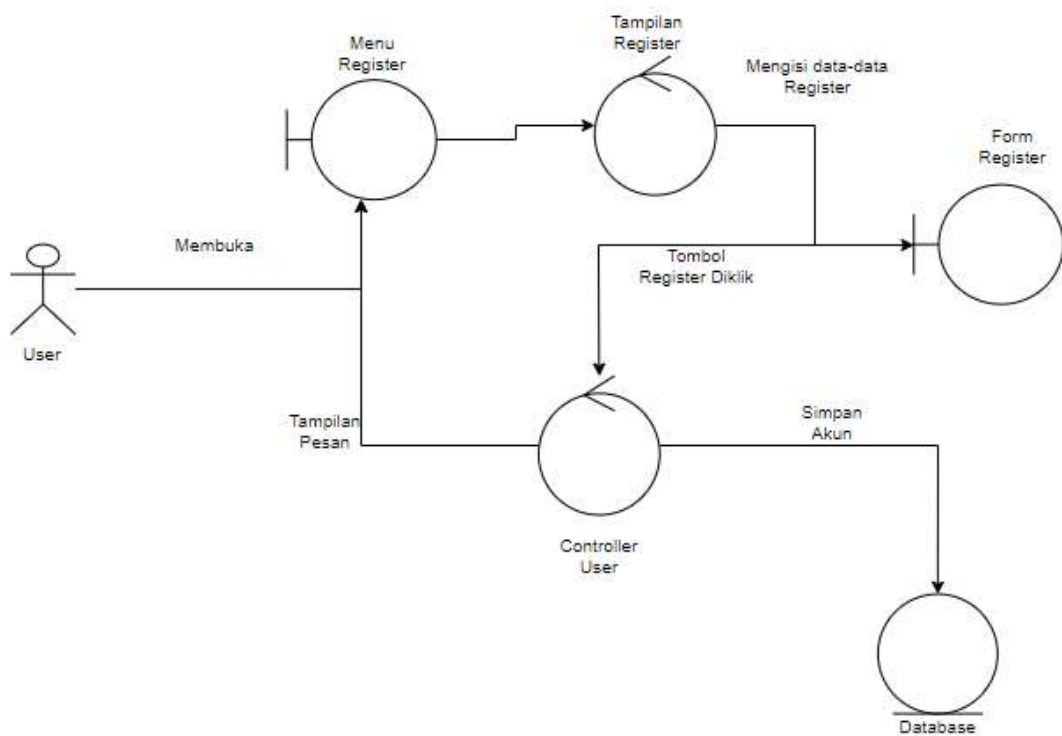 Menu
Register
Tampilan
Register
Mengisi data-data
Register
Form
Register
Membuka
User
Tombol
Register Diklik
Tampilan
Pesan
Simpan
Akun
Controller
User
Database